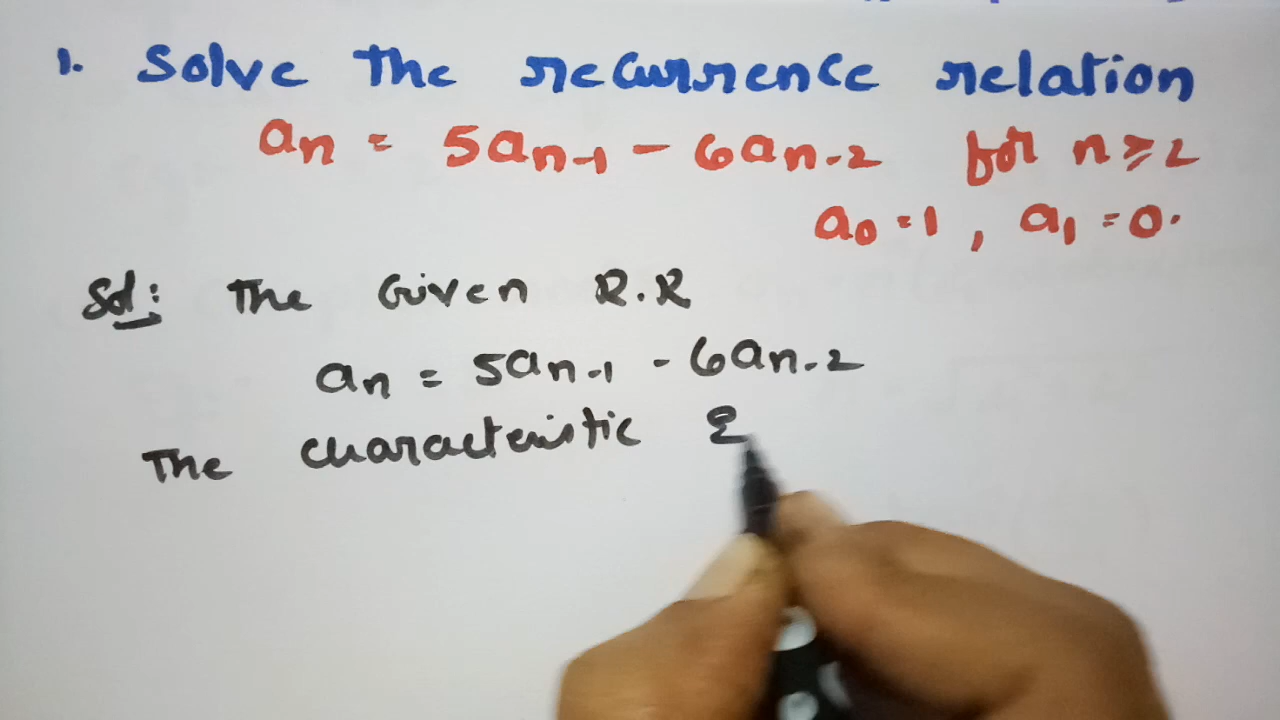 1. Solve the recurrence relation
an = 5an-1 - 6an-2 for n ≥ 2
a0 = 1, a1 = 0.
Sol: The Given R.R
an = 5an-1 - 6an-2
The characteristic E